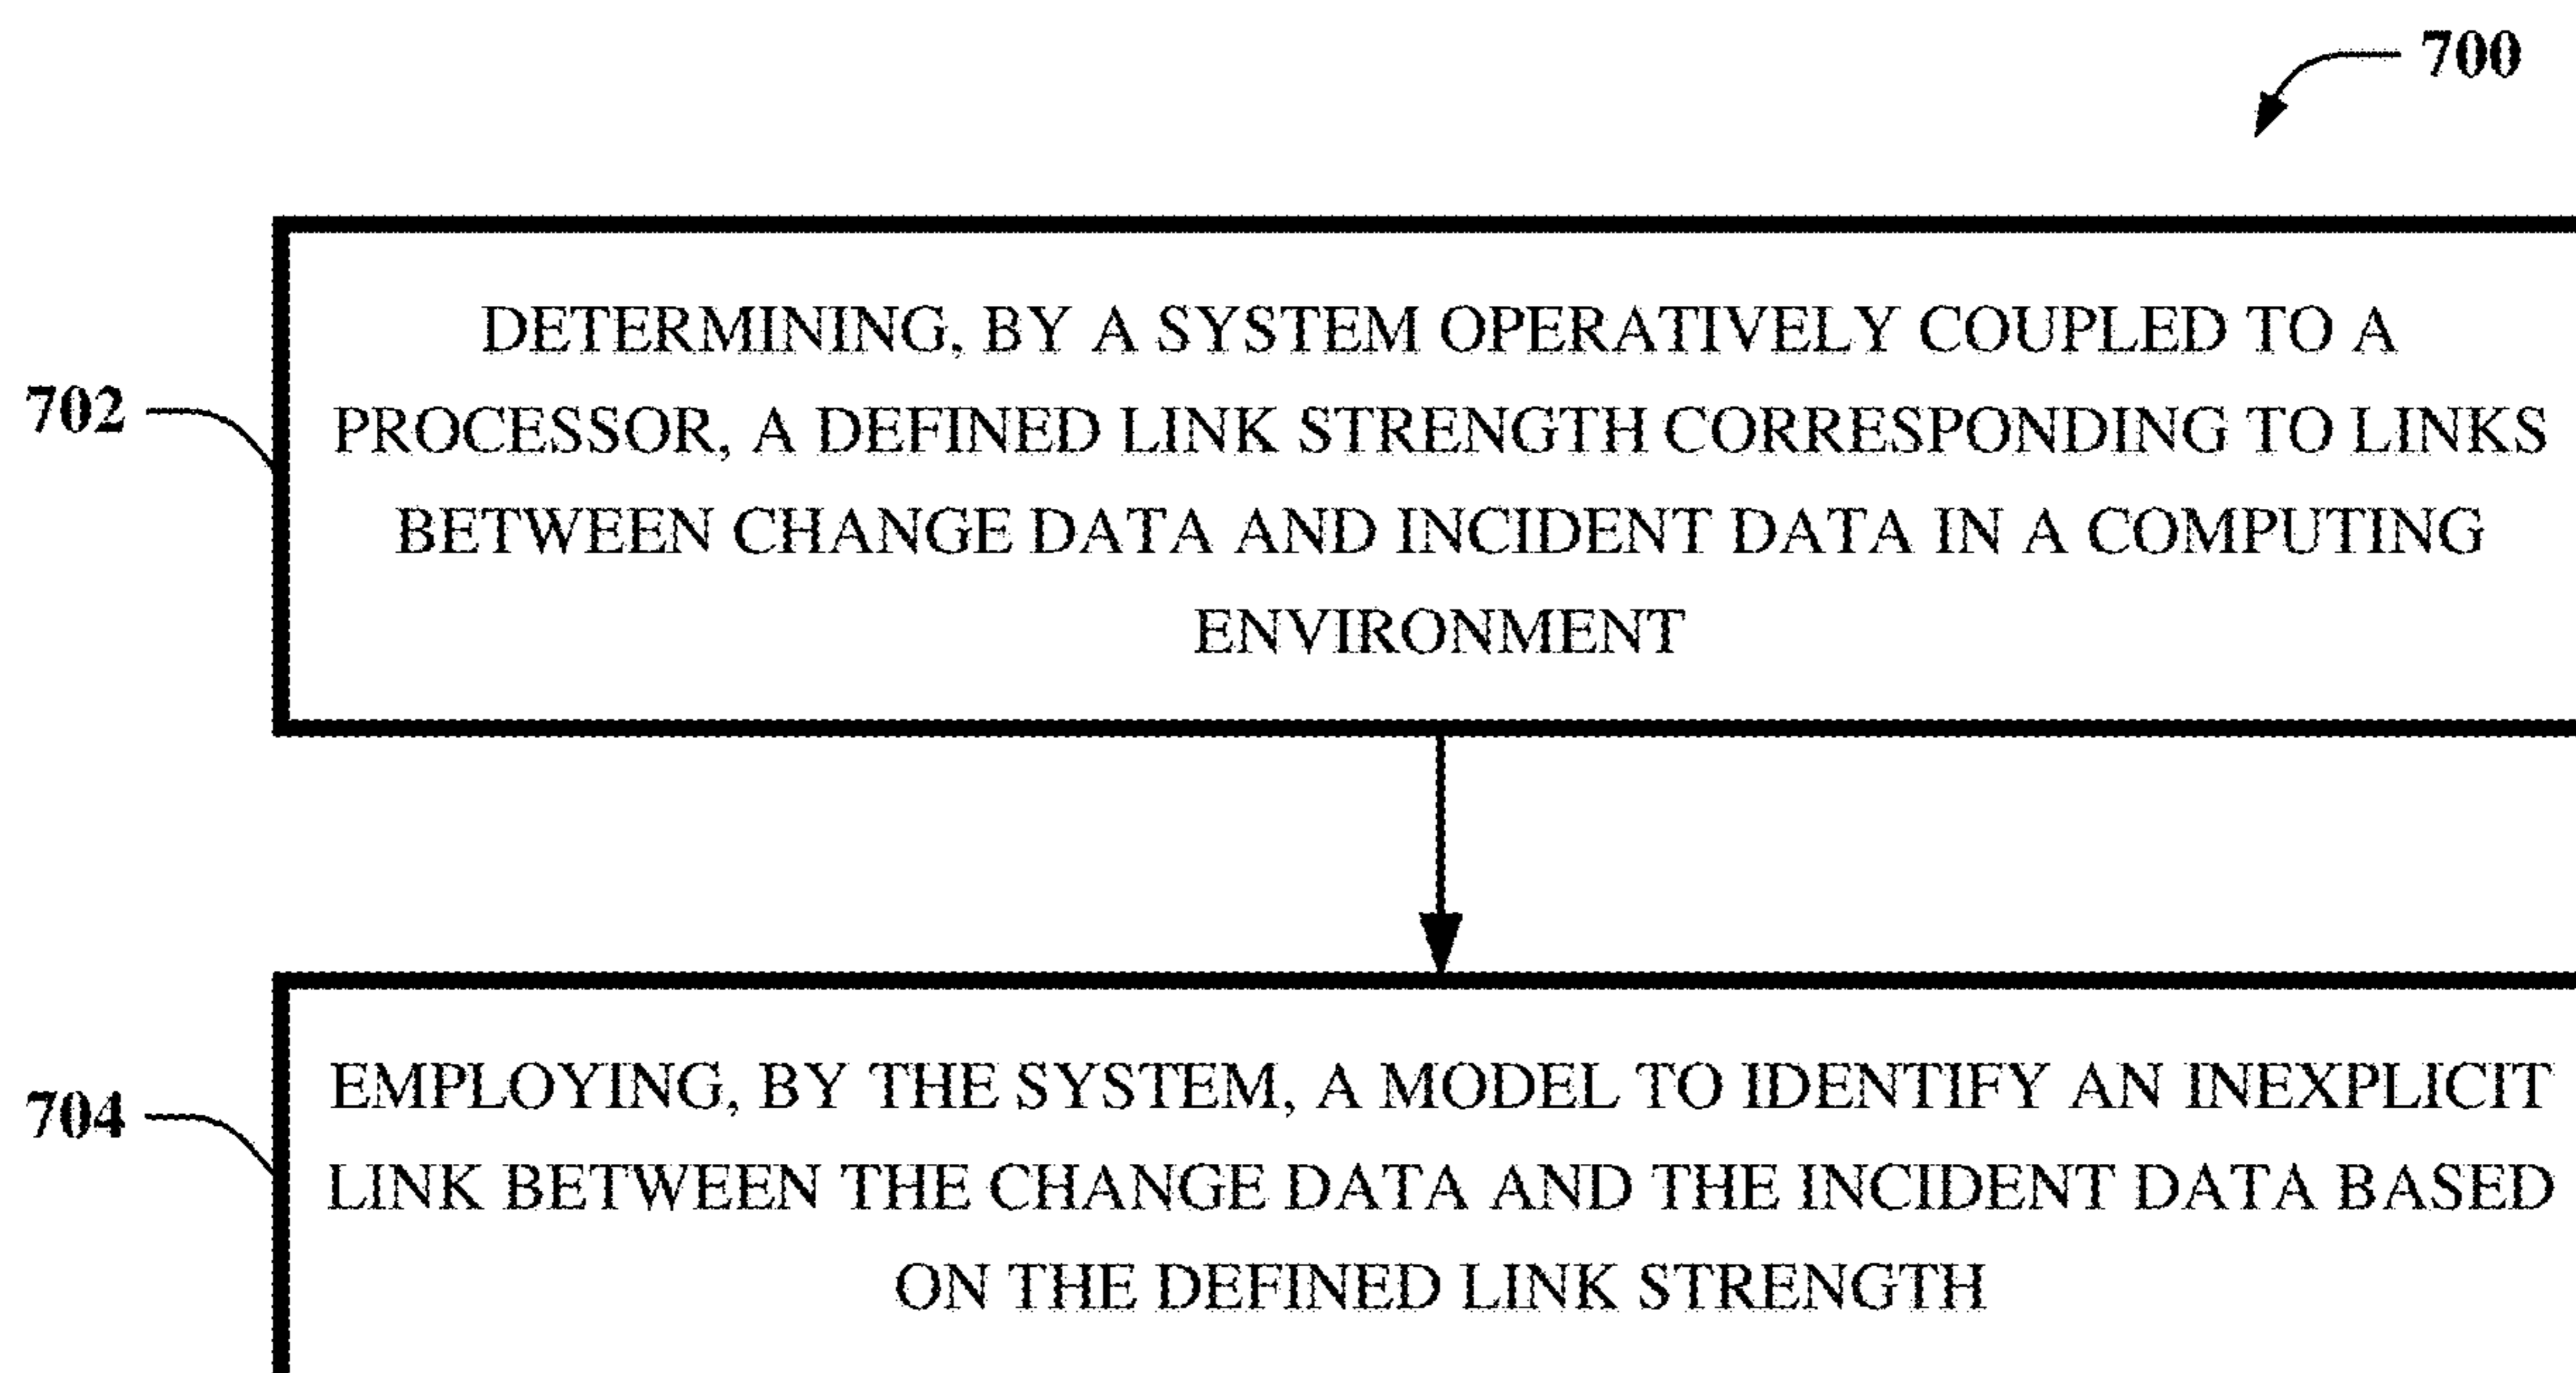 700
702
DETERMINING, BY A SYSTEM OPERATIVELY COUPLED TO A
PROCESSOR, A DEFINED LINK STRENGTH CORRESPONDING TO LINKS
BETWEEN CHANGE DATA AND INCIDENT DATA IN A COMPUTING
ENVIRONMENT
704
EMPLOYING, BY THE SYSTEM, A MODEL TO IDENTIFY AN INEXPLICIT
LINK BETWEEN THE CHANGE DATA AND THE INCIDENT DATA BASED
ON THE DEFINED LINK STRENGTH